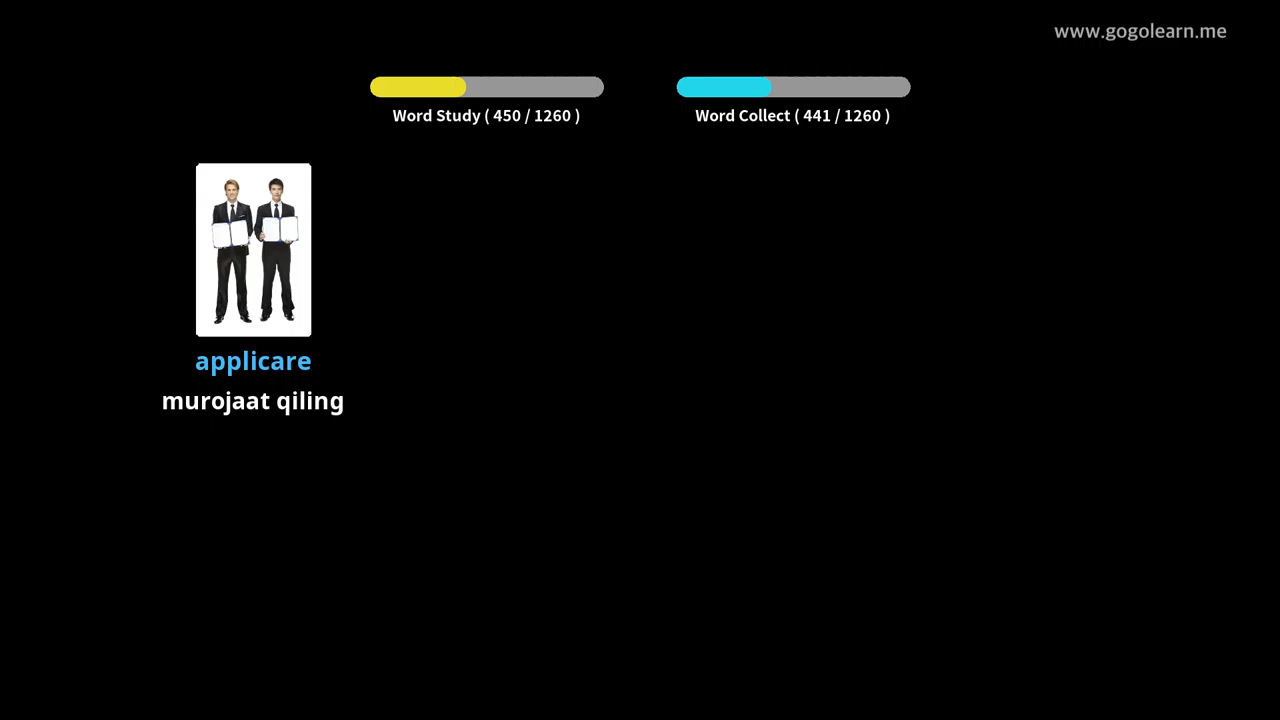 www.gogolearn.me
Word Study ( 450 / 1260 )
Word Collect ( 441 / 1260 )
applicare
murojaat qiling